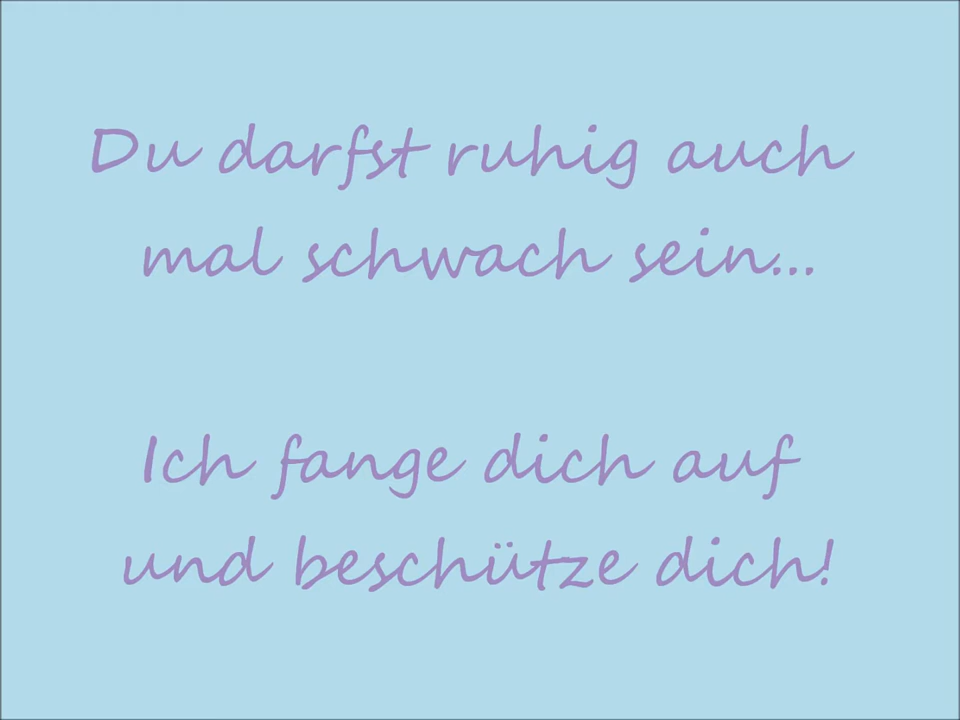 Du darfst ruhig auch
mal schwach sein...
Ich fange dich auf
und beschütze dich!